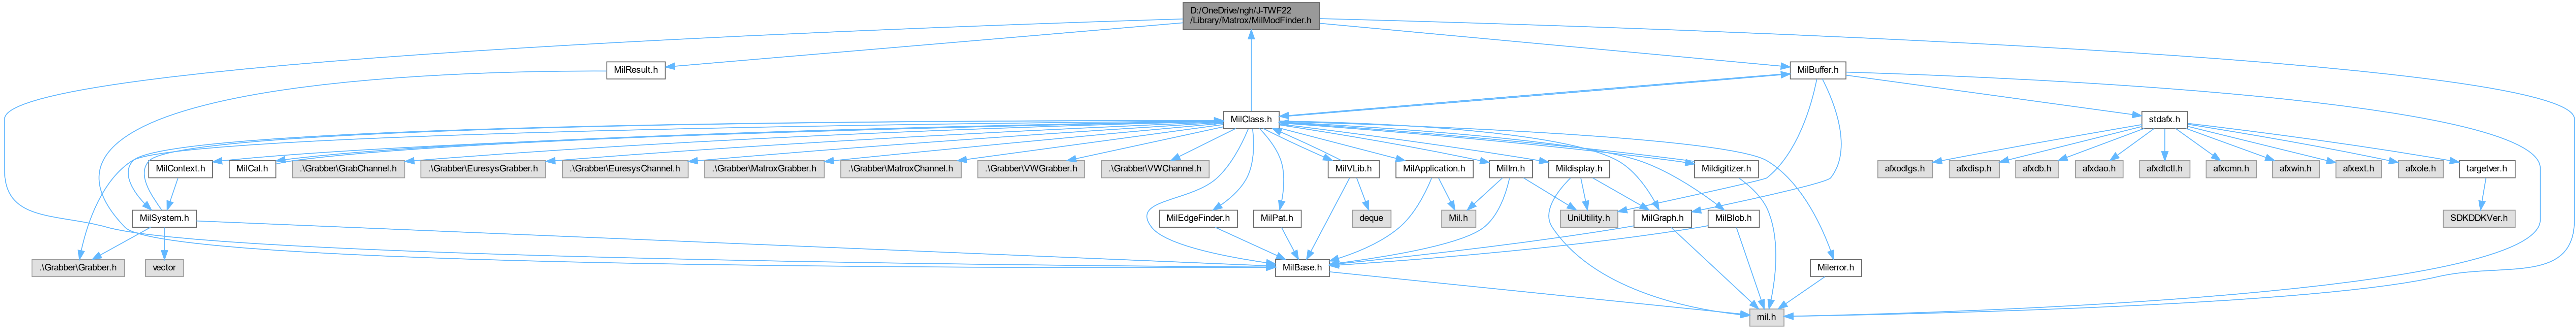 D:/OneDrive/ngh/J-TWF22
/Library/Matrox/MilModFinder.h
MilResult.h
MilBuffer.h
MilClass.h
stdafx.h
MilContext.h
MilCal.h
.\Grabber\GrabChannel.h
.\Grabber\EuresysGrabber.h
.\Grabber\EuresysChannel.h
.\Grabber\MatroxGrabber.h
.\Grabber\MatroxChannel.h
.\Grabber\VWGrabber.h
.\Grabber\VWChannel.h
MilVLib.h
MilApplication.h
MilIm.h
Mildisplay.h
Mildigitizer.h
afxodlgs.h
afxdisp.h
afxdb.h
afxdao.h
afxdtctl.h
afxcmn.h
afxwin.h
afxext.h
afxole.h
targetver.h
MilSystem.h
MilEdgeFinder.h
MilPat.h
deque
Mil.h
UniUtility.h
MilGraph.h
MilBlob.h
SDKDDKVer.h
.\Grabber\Grabber.h
vector
MilBase.h
Milerror.h
mil.h